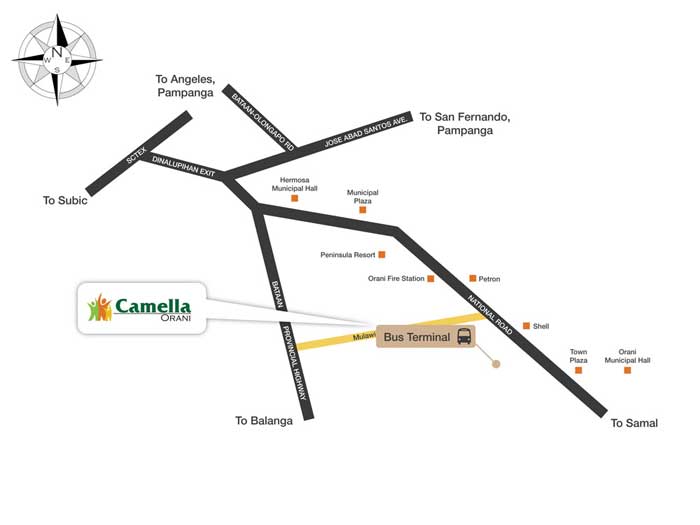 N
W
E
S
To Angeles,
Pampanga
BATAAN-OLONGAPO RD
JOSE ABAD SANTOS AVE.
To San Fernando,
Pampanga
SCTEX
DINALUPIHAN EXIT
To Subic
Hermosa
Municipal Hall
Municipal
Plaza
Peninsula Resort
Orani Fire Station
Petron
BATAAN PROVINCIAL HIGHWAY
NATIONAL ROAD
Camella
ORANI
Mulawi
Bus Terminal
Shell
Town
Plaza
Orani
Municipal Hall
To Balanga
To Samal